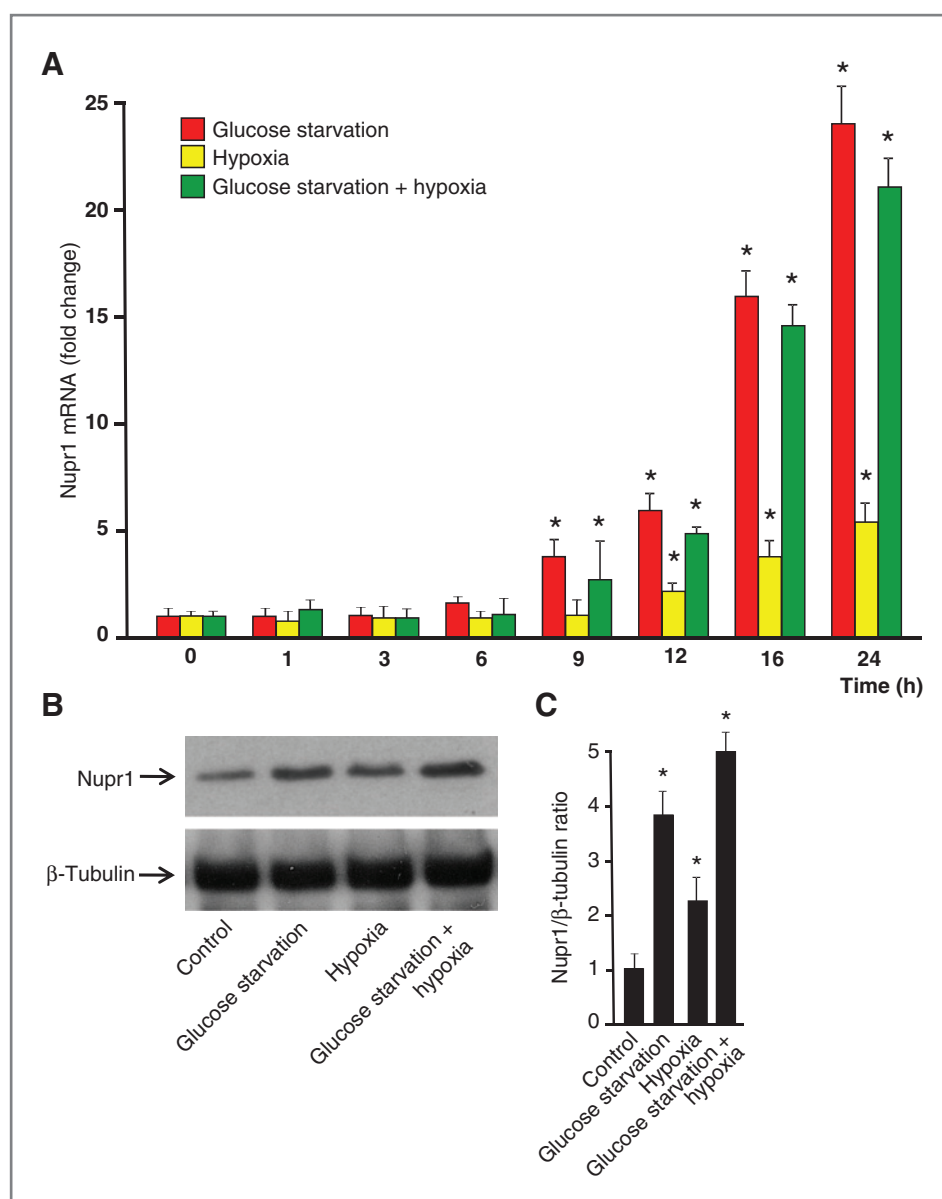 A
25
20
15
10
5
0
Nupr1 mRNA (fold change)
Glucose starvation
Hypoxia
Glucose starvation + hypoxia
* *
* *
* * *
* * *
* *
0 1 3 6 9 12 16 24
Time (h)
B
Nupr1
β-Tubulin
Control
Glucose starvation
Hypoxia
Glucose starvation +
hypoxia
C
5
4
3
2
1
0
Nupr1/β-tubulin ratio
*
*
*
Control
Glucose starvation
Hypoxia
Glucose starvation +
hypoxia